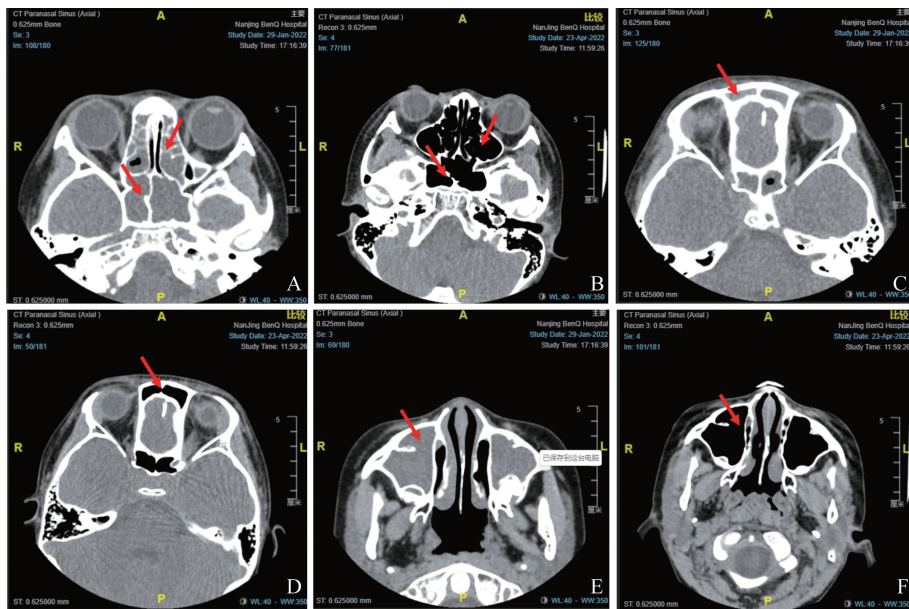 CT Paranasal Sinus (Axial)
A
主要
0.625mm Bone
NanJing BenQ Hospital
Se: 3
Study Date: 29-Jan-2022
Im: 108/180
Study Time: 17:16:39
5
R
L
厘米
A
P
ST: 0.625000 mm
WL:40 - WW:350
CT Paranasal Sinus (Axial)
A
比较
Recon 3: 0.625mm
NanJing BenQ Hospital
Se: 4
Study Date: 23-Apr-2022
Im: 77/181
Study Time: 11:59:26
5
R
L
厘米
B
P
ST: 0.625000 mm
WL:40 - WW:350
CT Paranasal Sinus (Axial)
A
主要
0.625mm Bone
NanJing BenQ Hospital
Se: 3
Study Date: 29-Jan-2022
Im: 125/180
Study Time: 17:16:39
5
R
L
厘米
C
P
ST: 0.625000 mm
WL:40 - WW:350
CT Paranasal Sinus (Axial)
A
比较
Recon 3: 0.625mm
NanJing BenQ Hospital
Se: 4
Study Date: 23-Apr-2022
Im: 50/181
Study Time: 11:59:26
5
R
L
厘米
D
P
ST: 0.625000 mm
WL:40 - WW:350
CT Paranasal Sinus (Axial)
A
主要
0.625mm Bone
NanJing BenQ Hospital
Se: 3
Study Date: 29-Jan-2022
Im: 69/180
Study Time: 17:16:39
5
R
已保存到这台电脑
厘米
E
P
ST: 0.625000 mm
WL:40 - WW:350
CT Paranasal Sinus (Axial)
A
比较
Recon 3: 0.625mm
NanJing BenQ Hospital
Se: 4
Study Date: 23-Apr-2022
Im: 101/181
Study Time: 11:59:26
5
R
L
厘米
F
P
ST: 0.625000 mm
WL:40 - WW:350